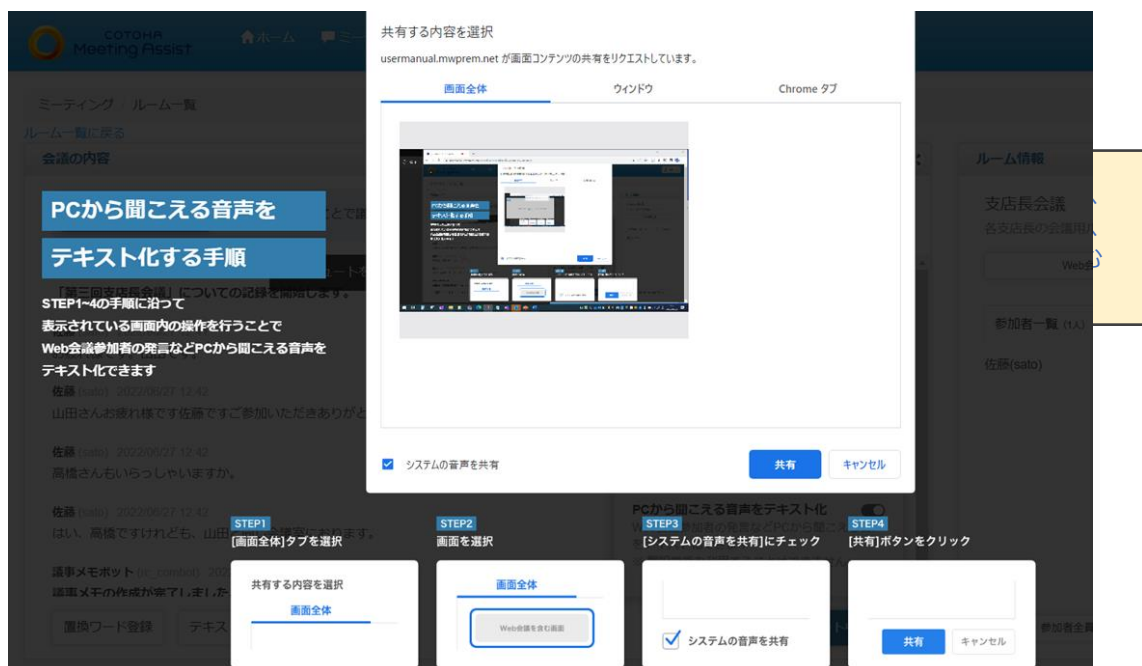 COTOHA
Meeting Assist
ホーム
ミーティング / ルーム一覧
ルーム一覧に戻る
会議の内容
PCから聞こえる音声を
テキスト化する手順
「第三回支店長会議」についての記録を開始します。
STEP1~4の手順に沿って
表示されている画面内の操作を行うことで
Web会議参加者の発言などPCから聞こえる音声を
テキスト化できます
佐藤 (sato) 2022/06/27 12:42
山田さんお疲れ様です佐藤ですご参加いただきありがと
佐藤 (sato) 2022/06/27 12:42
高橋さんもいらっしゃいますか。
佐藤 (sato) 2022/06/27 12:42
はい、高橋ですけれども、山田
議事メモボット
議事メモの作成が完了しました
置換ワード登録
テキス
共有する内容を選択
usermanual.mwprem.net が画面コンテンツの共有をリクエストしています。
画面全体
ウィンドウ
Chrome タブ
システムの音声を共有
共有
キャンセル
ルーム情報
支店長会議
各支店長の会議用
Web会
む
参加者一覧 (1人)
佐藤(sato)
PCから聞こえる音声をテキスト化
STEP1
[画面全体]タブを選択
共有する内容を選択
画面全体
STEP2
画面を選択
画面全体
Web会議を含む画面
STEP3
[システムの音声を共有]にチェック
システムの音声を共有
STEP4
[共有]ボタンをクリック
共有
キャンセル
参加者全員